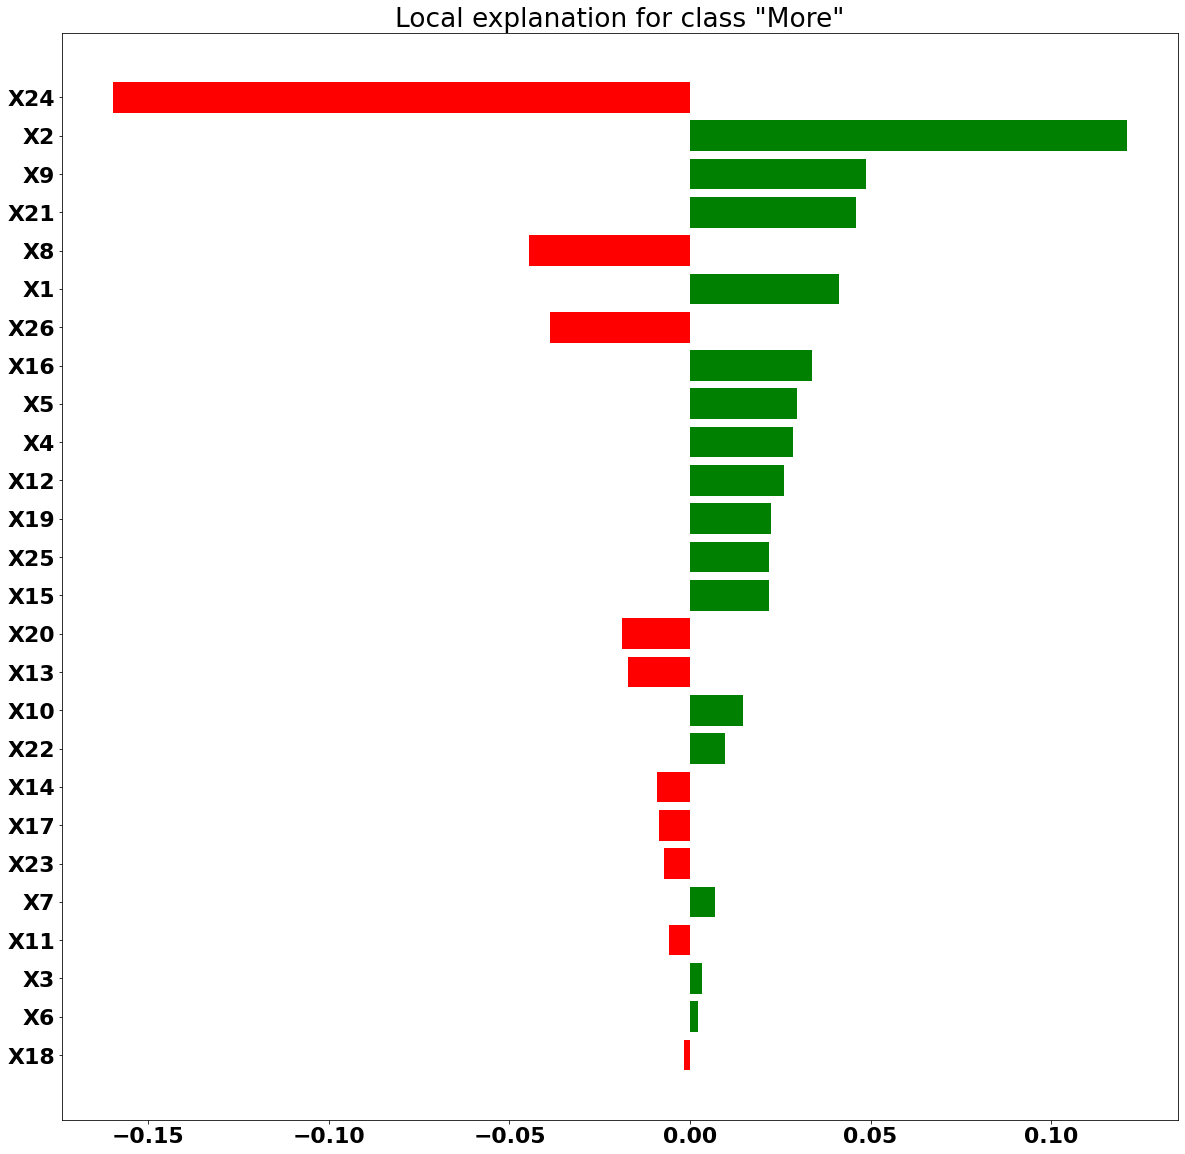 Local explanation for class "More"
X24
X2
X9
X21
X8
X1
X26
X16
X5
X4
X12
X19
X25
X15
X20
X13
X10
X22
X14
X17
X23
X7
X11
X3
X6
X18
−0.15 −0.10 −0.05 0.00 0.05 0.10